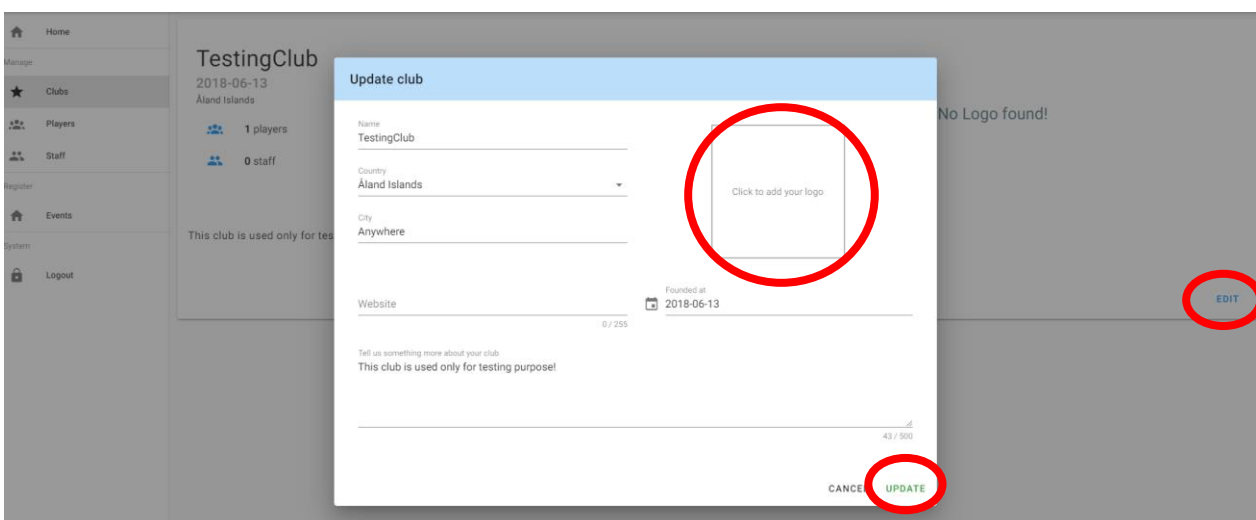 Home
Manage
Clubs
Players
Staff
Register
Events
System
Logout
TestingClub
2018-06-13
Åland Islands
1 players
0 staff
This club is used only for tes
No Logo found!
EDIT
Update club
Name
TestingClub
Country
Åland Islands
City
Anywhere
Click to add your logo
Website
0 / 255
Founded at
2018-06-13
Tell us something more about your club
This club is used only for testing purpose!
43 / 500
CANCEL UPDATE